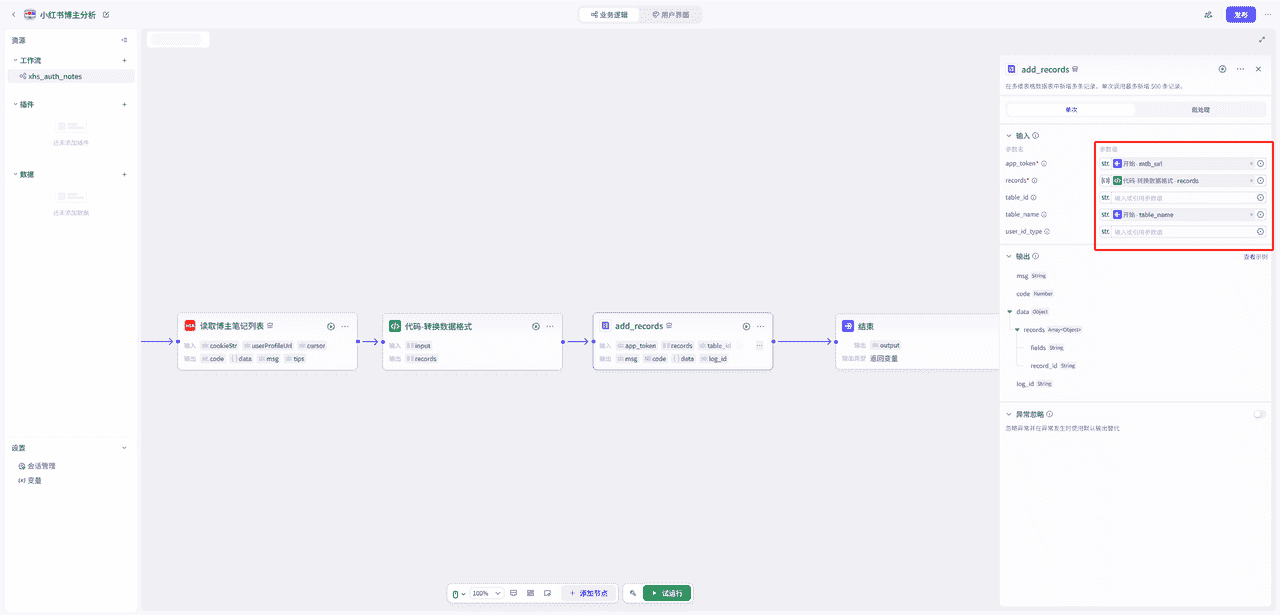 小红书博主分析
业务逻辑
用户界面
发布
资源
工作流
xhs_auth_notes
插件
还未添加插件
数据
还未添加数据
设置
会话管理
变量
读取博主笔记列表
输入 cookieStr userProfileUrl cursor
输出 code data msg tips
代码-转换数据格式
输入 input
输出 records
add_records
输入 app_token records table_id
输出 msg code data log_id
结束
输出 output
输出类型 返回变量
100%
添加节点
试运行
add_records
在多维表格数据表中新增多条记录，单次调用最多新增 500 条记录。
单次
批处理
输入
参数名 参数值
app_token* str. 开始 - mdb_url
records* 代码-转换数据格式 - records
table_id str. 输入或引用参数值
table_name str. 开始 - table_name
user_id_type str. 输入或引用参数值
输出
查看示例
msg String
code Number
data Object
records Array<Object>
fields String
record_id String
log_id String
异常忽略
忽略异常并在异常发生时使用默认输出替代